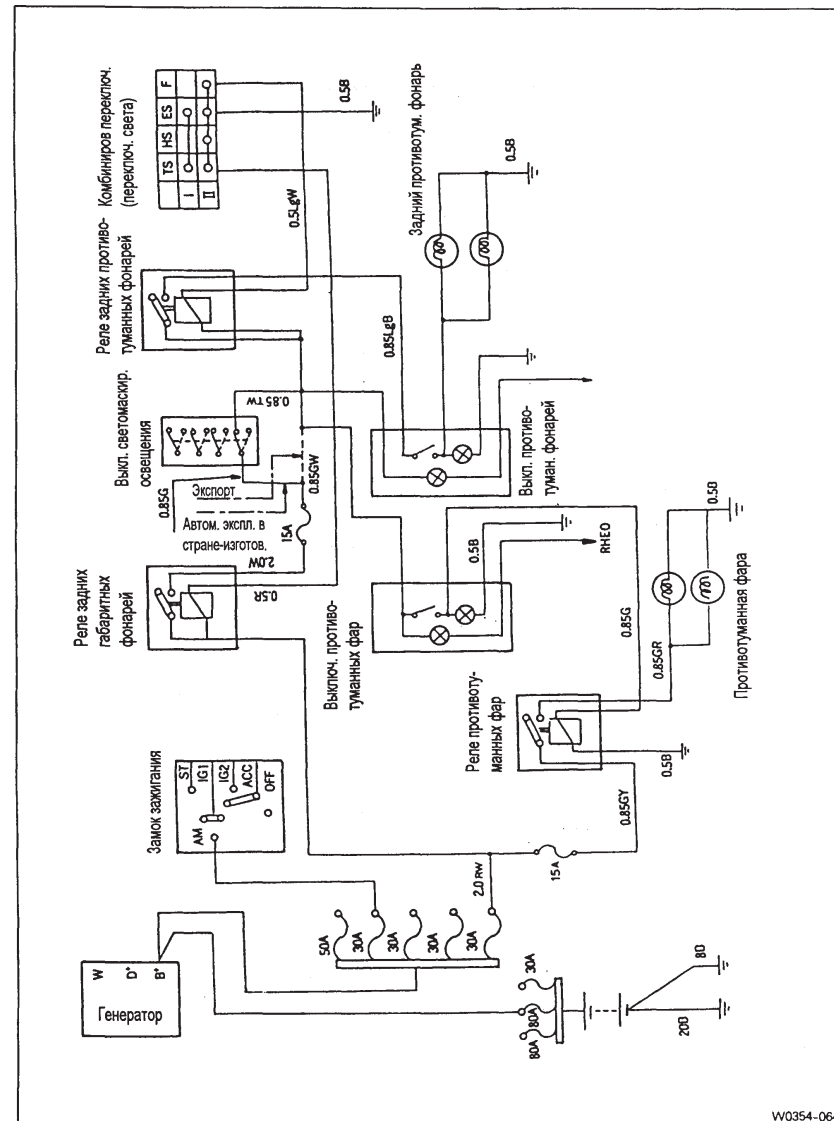 Комбиниров переключ.
(переключ. света)
TS HS ES F
I
II
0.5B
0.5LgW
Реле задних противо-
туманных фонарей
Задний противотум. фонарь
0.5B
0.85LgB
Выкл. светомаскир.
освещения
0.85TW
0.85G
Экспорт
0.85GW
Автом. экспл. в
стране-изготов.
15A
2.0W
0.5R
Выкл. противо-
туман. фонарей
Реле задних
габаритных
фонарей
Выключ. противо-
туманных фар
0.5B
RHEO
0.85G
0.5B
0.85GR
Противотуманная фара
Замок зажигания
ST
IG1
IG2
ACC
OFF
AM
Реле противоту-
манных фар
0.5B
0.85GY
15A
2.0RW
50A
30A
30A
30A
30A
W
D+
B+
Генератор
30A
80A
80A
8B
20B
W0354-064